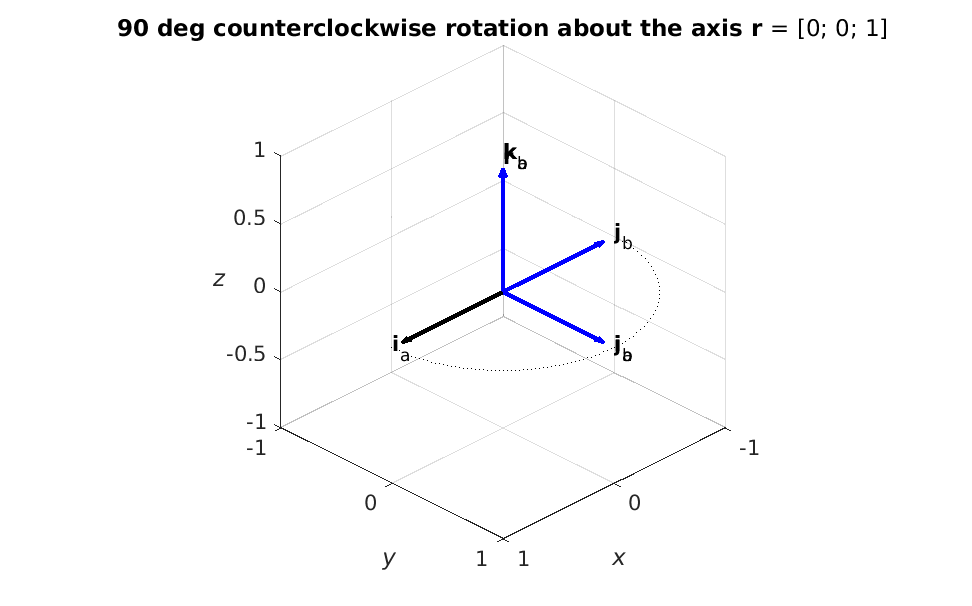 90 deg counterclockwise rotation about the axis r = [0; 0; 1]
1
0.5
z
0
-0.5
-1
-1
0
y
1
1
x
0
-1
k
j
b
i
a
j